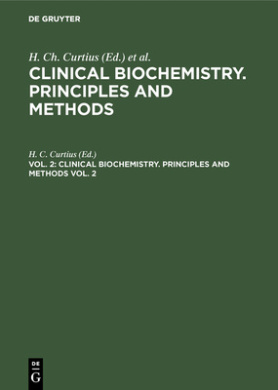 DE GRUYTER
H. Ch. Curtius (Ed.) et al.
CLINICAL BIOCHEMISTRY.
PRINCIPLES AND
METHODS
H. C. Curtius (Ed.)
VOL. 2: CLINICAL BIOCHEMISTRY. PRINCIPLES AND
METHODS VOL. 2
DE
G